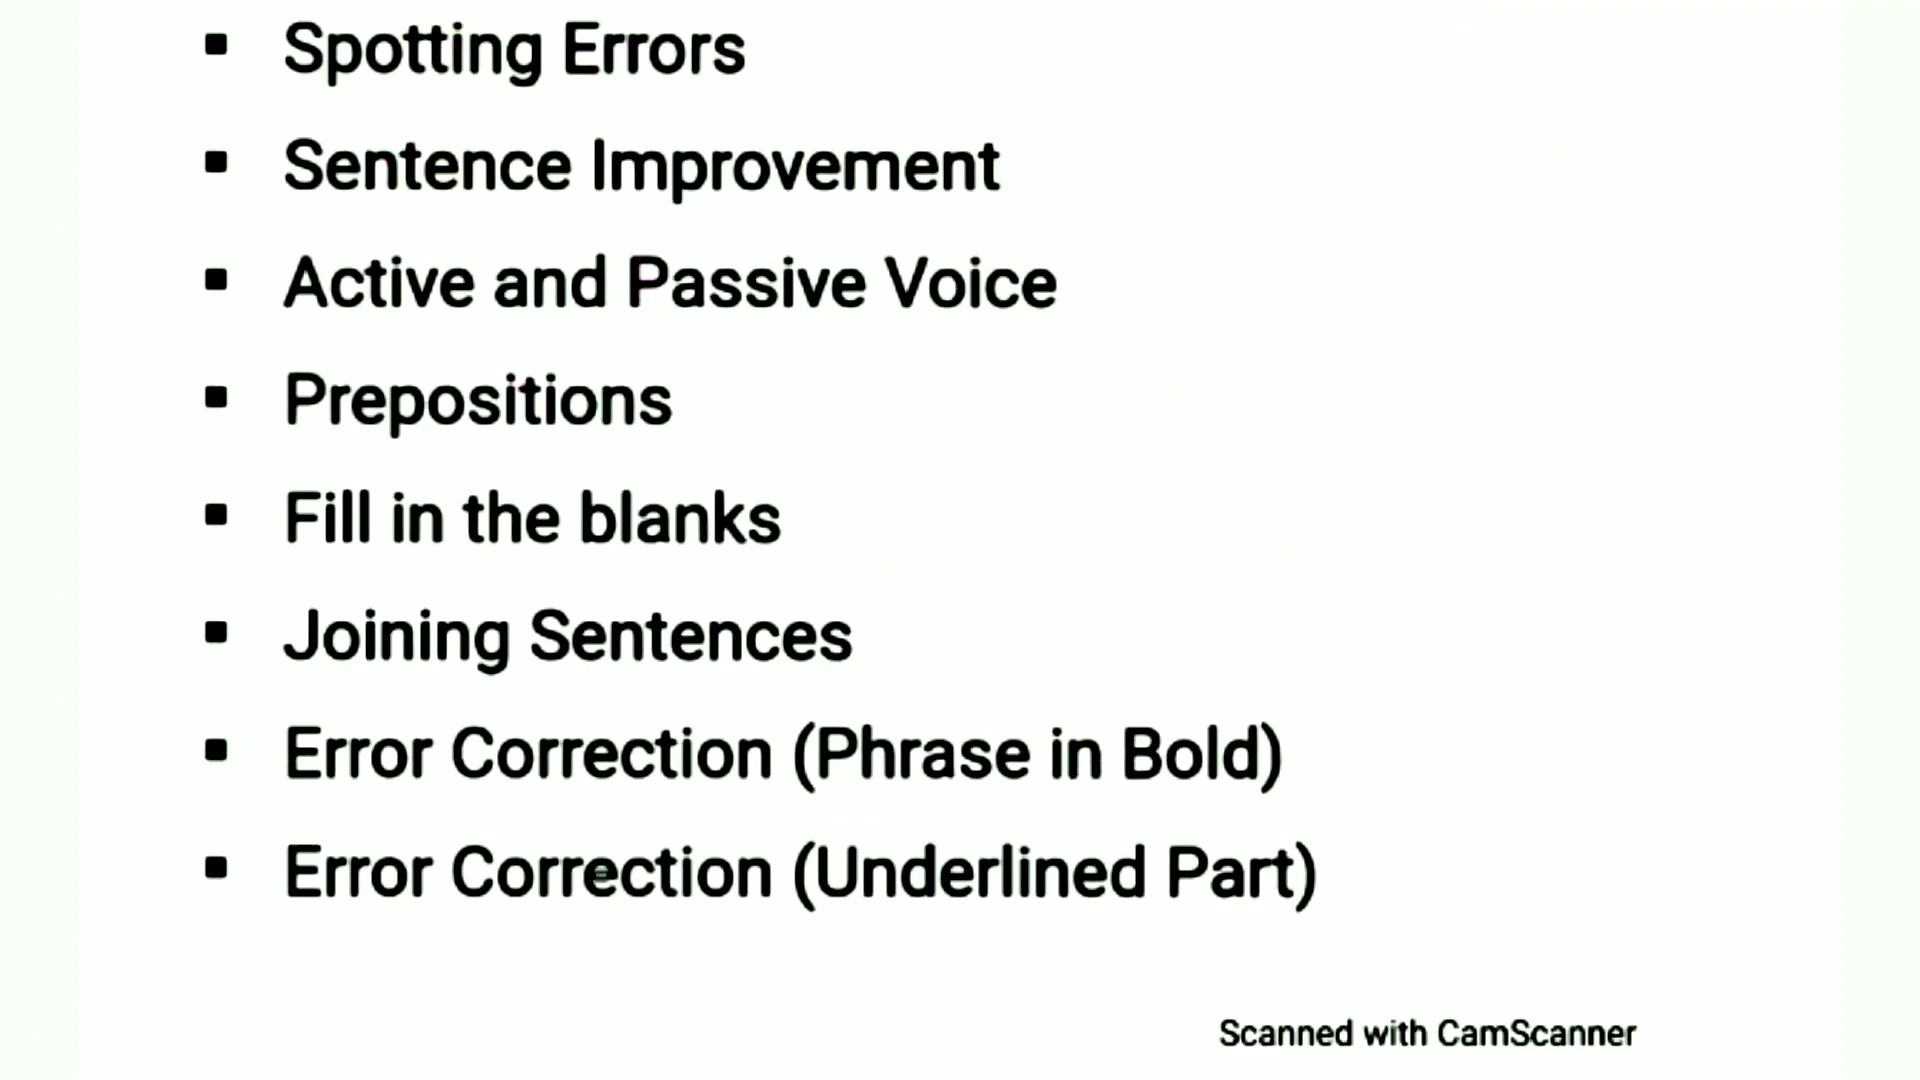 ▪ Spotting Errors
▪ Sentence Improvement
▪ Active and Passive Voice
▪ Prepositions
▪ Fill in the blanks
▪ Joining Sentences
▪ Error Correction (Phrase in Bold)
▪ Error Correction (Underlined Part)
Scanned with CamScanner